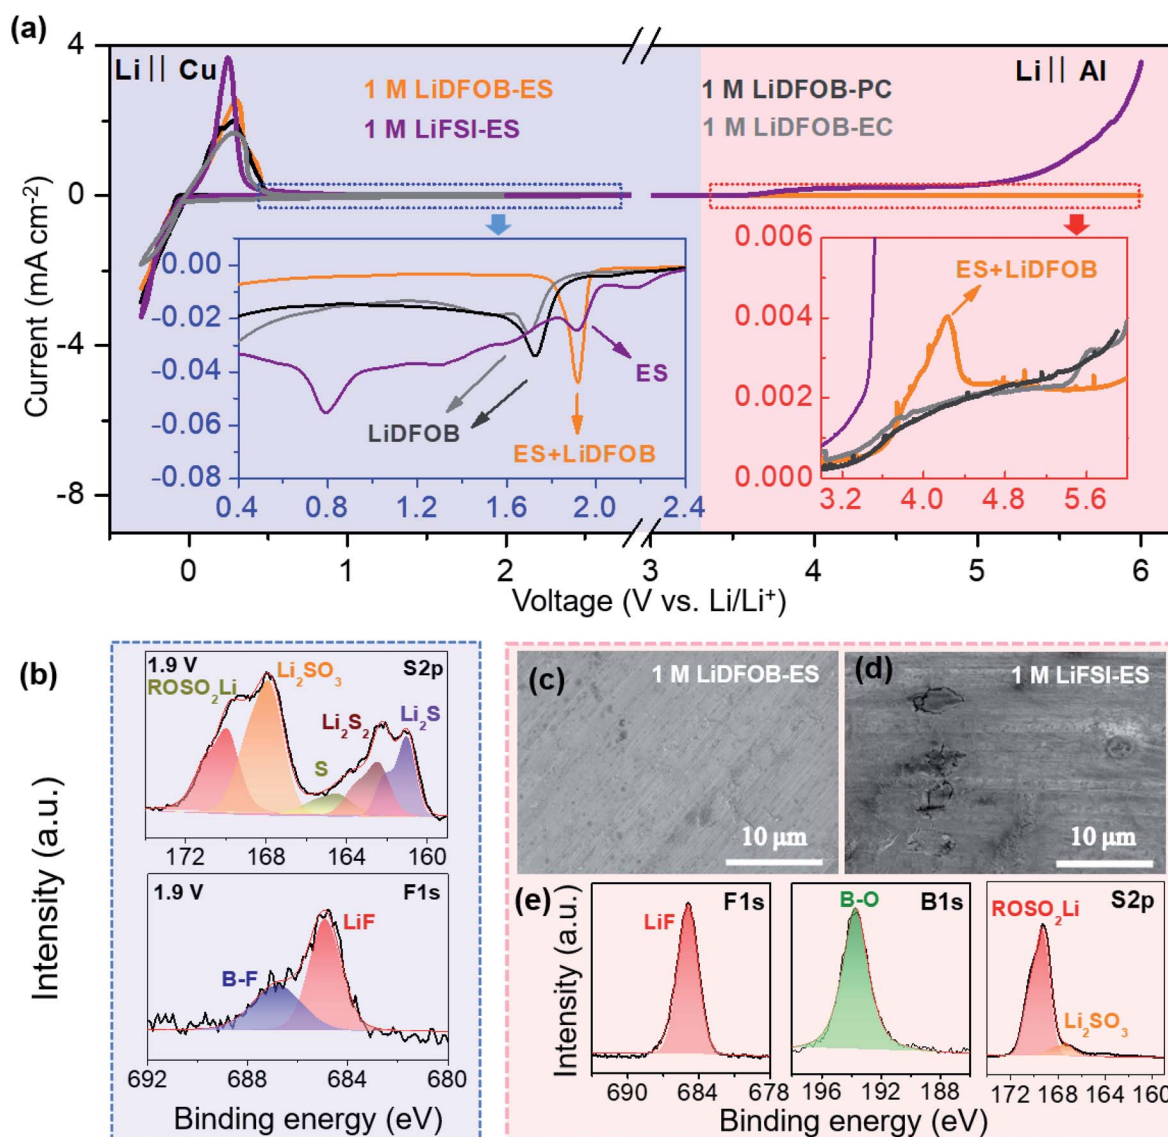 (a)
4
0
−4
−8
Current (mA cm⁻²)
Li || Cu
1 M LiDFOB-ES
1 M LiFSI-ES
1 M LiDFOB-PC
1 M LiDFOB-EC
Li || Al
0.00
−0.02
−0.04
−0.06
−0.08
0.4 0.8 1.2 1.6 2.0 2.4
ES
LiDFOB
ES+LiDFOB
0.006
0.004
0.002
0.000
3.2 4.0 4.8 5.6
ES+LiDFOB
0 1 2 3 4 5 6
Voltage (V vs. Li/Li⁺)
(b)
1.9 V
S2p
ROSO₂Li
Li₂SO₃
S
Li₂S₂
Li₂S
172 168 164 160
1.9 V
F1s
B-F
LiF
692 688 684 680
Intensity (a.u.)
Binding energy (eV)
(c)
1 M LiDFOB-ES
10 μm
(d)
1 M LiFSI-ES
10 μm
(e)
Intensity (a.u.)
F1s
LiF
690 684 678
B1s
B-O
196 192 188
S2p
ROSO₂Li
Li₂SO₃
172 168 164 160
Binding energy (eV)